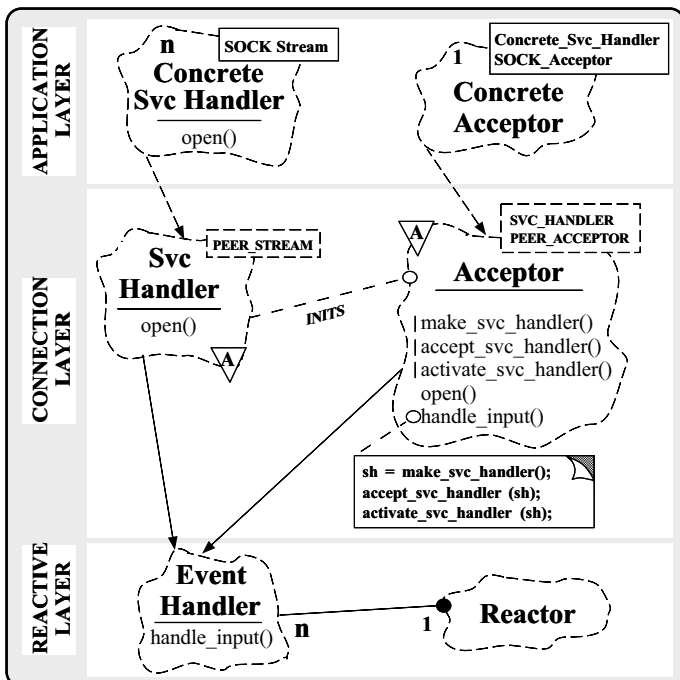 APPLICATION
LAYER
n
SOCK Stream
Concrete
Svc Handler
open()
1
Concrete_Svc_Handler
SOCK_Acceptor
Concrete
Acceptor
CONNECTION
LAYER
PEER_STREAM
Svc
Handler
open()
A
INITS
A
SVC_HANDLER
PEER_ACCEPTOR
Acceptor
make_svc_handler()
accept_svc_handler()
activate_svc_handler()
open()
handle_input()
sh = make_svc_handler();
accept_svc_handler (sh);
activate_svc_handler (sh);
REACTIVE
LAYER
Event
Handler
handle_input()
n
1
Reactor